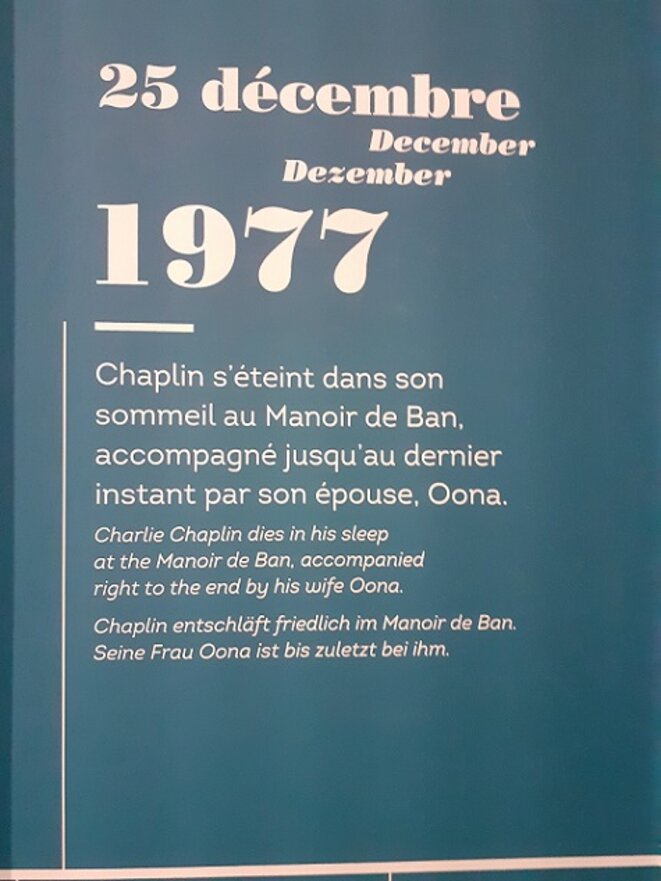 25 décembre
December
Dezember
1977
Chaplin s'éteint dans son
sommeil au Manoir de Ban,
accompagné jusqu'au dernier
instant par son épouse, Oona.
Charlie Chaplin dies in his sleep
at the Manoir de Ban, accompanied
right to the end by his wife Oona.
Chaplin entschläft friedlich im Manoir de Ban.
Seine Frau Oona ist bis zuletzt bei ihm.